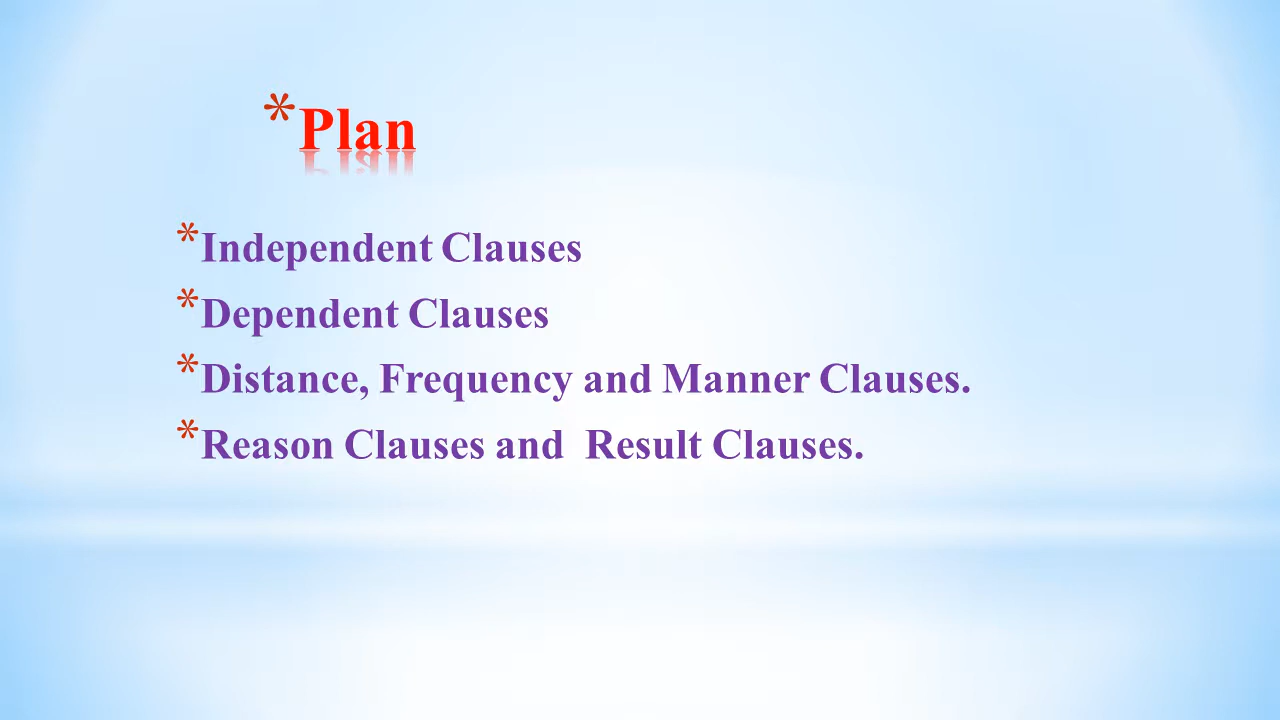 *Plan
*Independent Clauses
*Dependent Clauses
*Distance, Frequency and Manner Clauses.
*Reason Clauses and  Result Clauses.